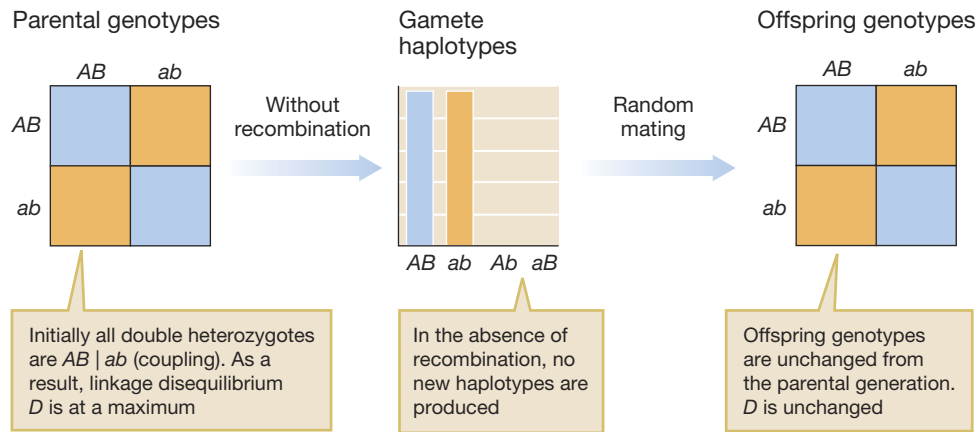 Parental genotypes
AB ab
AB
ab
Without
recombination
Gamete
haplotypes
AB ab Ab aB
Random
mating
Offspring genotypes
AB ab
AB
ab
Initially all double heterozygotes
are AB | ab (coupling). As a
result, linkage disequilibrium
D is at a maximum
In the absence of
recombination, no
new haplotypes are
produced
Offspring genotypes
are unchanged from
the parental generation.
D is unchanged